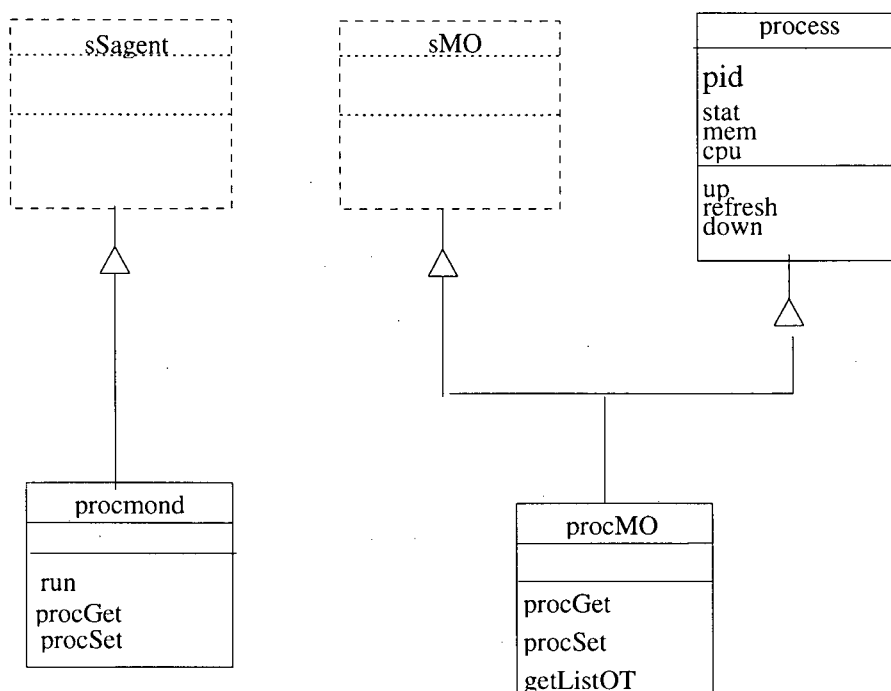 sSagent
sMO
process
pid
stat
mem
cpu
up
refresh
down
procmond
run
procGet
procSet
procMO
procGet
procSet
getListOT